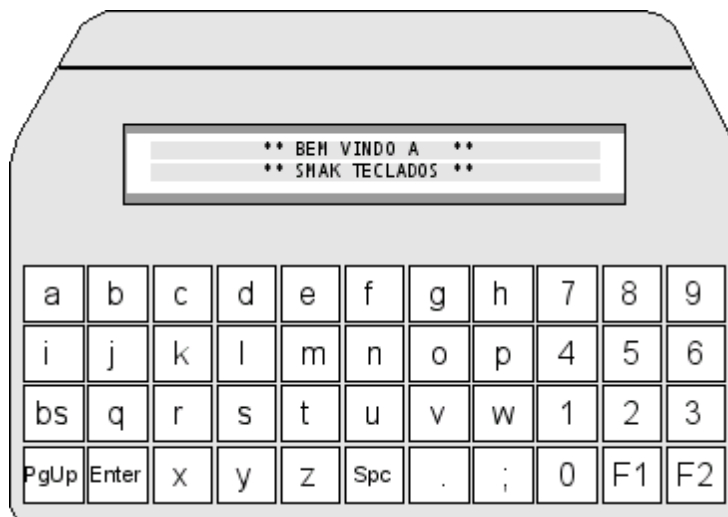 ** BEM VINDO A **
** SMAK TECLADOS **
a b c d e f g h 7 8 9
i j k l m n o p 4 5 6
bs q r s t u v w 1 2 3
PgUp Enter x y z Spc . ; 0 F1 F2